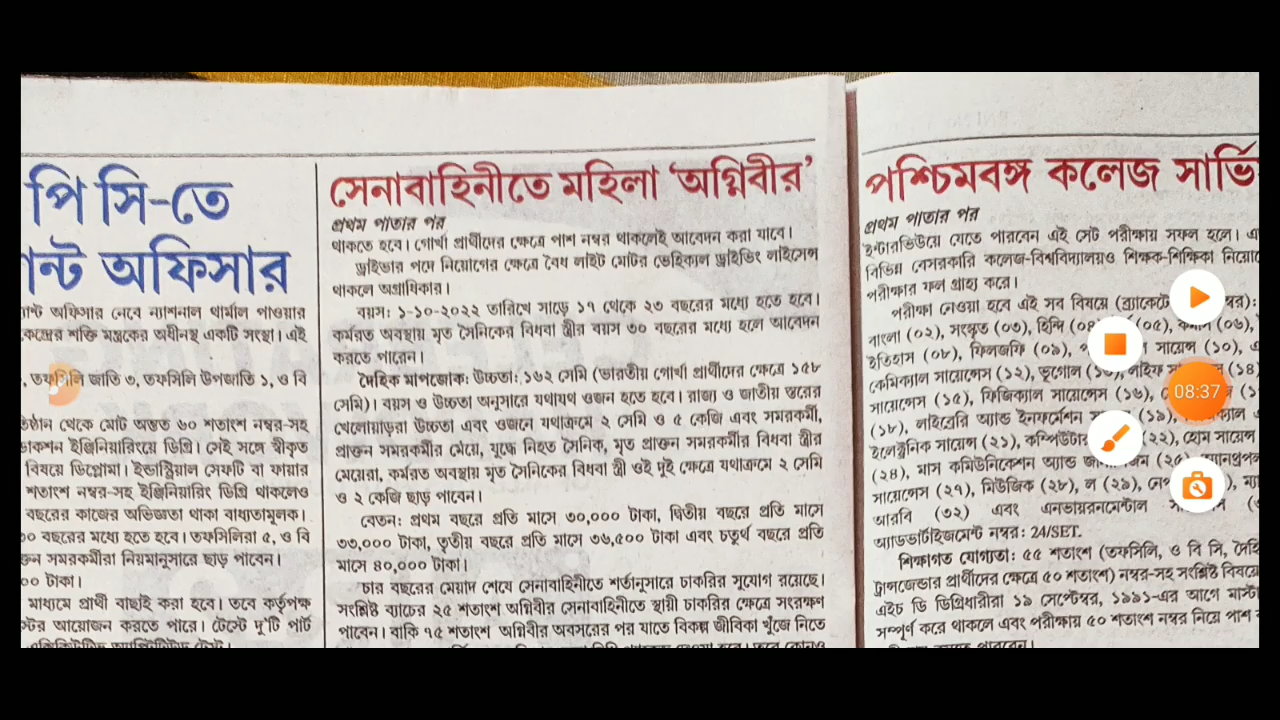 পি সি-তে
ন্ট অফিসার
অফিসার নেবে ন্যাশনাল থার্মাল পাওয়ার
কেন্দ্রের শক্তি মন্ত্রকের অধীনস্থ একটি সংস্থা। এই
, তফসিলি জাতি ৩, তফসিলি উপজাতি ১, ও বি
থেকে মোট অন্তত ৬০ শতাংশ নম্বর-সহ
ইঞ্জিনিয়ারিংয়ে ডিগ্রি। সেই সঙ্গে স্বীকৃত
বিষয়ে ডিপ্লোমা। ইন্ডাস্ট্রিয়াল সেফটি বা ফায়ার
শতাংশ নম্বর-সহ ইঞ্জিনিয়ারিং ডিগ্রি থাকলেও
বছরের কাজের অভিজ্ঞতা থাকা বাধ্যতামূলক।
বছরের মধ্যে হতে হবে। তফসিলিরা ৫, ও বি
সমরকর্মীরা নিয়মানুসারে ছাড় পাবেন।
০০ টাকা।
মাধ্যমে প্রার্থী বাছাই করা হবে। তবে কর্তৃপক্ষ
আয়োজন করতে পারে। টেস্টে দু'টি পার্ট
সেনাবাহিনীতে মহিলা 'অগ্নিবীর'
প্রথম পাতার পর
থাকতে হবে। গোর্খা প্রার্থীদের ক্ষেত্রে পাশ নম্বর থাকলেই আবেদন করা যাবে।
ড্রাইভার পদে নিয়োগের ক্ষেত্রে বৈধ লাইট মোটর ভেহিকাল ড্রাইভিং লাইসেন্স
থাকলে অগ্রাধিকার।
বয়স: ১-১০-২০২২ তারিখে সাড়ে ১৭ থেকে ২৩ বছরের মধ্যে হতে হবে।
কর্মরত অবস্থায় মৃত সৈনিকের বিধবা স্ত্রীর বয়স ৩০ বছরের মধ্যে হলে আবেদন
করতে পারেন।
দৈহিক মাপজোক: উচ্চতা: ১৬২ সেমি (ভারতীয় গোর্খা প্রার্থীদের ক্ষেত্রে ১৫৮
সেমি)। বয়স ও উচ্চতা অনুসারে যথাযথ ওজন হতে হবে। রাজ্য ও জাতীয় স্তরের
খেলোয়াড়রা উচ্চতা এবং ওজনে যথাক্রমে ২ সেমি ও ৫ কেজি এবং সমরকর্মী,
প্রাক্তন সমরকর্মীর মেয়ে, যুদ্ধে নিহত সৈনিক, মৃত প্রাক্তন সমরকর্মীর বিধবা স্ত্রীর
মেয়েরা, কর্মরত অবস্থায় মৃত সৈনিকের বিধবা স্ত্রী ওই দুই ক্ষেত্রে যথাক্রমে ২ সেমি
ও ২ কেজি ছাড় পাবেন।
বেতন: প্রথম বছরে প্রতি মাসে ৩০,০০০ টাকা, দ্বিতীয় বছরে প্রতি মাসে
৩৩,০০০ টাকা, তৃতীয় বছরে প্রতি মাসে ৩৬,৫০০ টাকা এবং চতুর্থ বছরে প্রতি
মাসে ৪০,০০০ টাকা।
চার বছরের মেয়াদ শেষে সেনাবাহিনীতে শর্তানুসারে চাকরির সুযোগ রয়েছে।
সংশ্লিষ্ট ব্যাচের ২৫ শতাংশ অগ্নিবীর সেনাবাহিনীতে স্থায়ী চাকরির ক্ষেত্রে সংরক্ষণ
পাবেন। বাকি ৭৫ শতাংশ অগ্নিবীর অবসরের পর যাতে বিকল্প জীবিকা খুঁজে নিতে
পশ্চিমবঙ্গ কলেজ সার্ভি
প্রথম পাতার পর
ইন্টারভিউয়ে যেতে পারবেন এই সেট পরীক্ষায় সফল হলে। এ
বিভিন্ন বেসরকারি কলেজ-বিশ্ববিদ্যালয়ও শিক্ষক-শিক্ষিকা নিয়োগে
পরীক্ষার ফল গ্রাহ্য করে।
পরীক্ষা নেওয়া হবে এই সব বিষয়ে (ব্র্যাকেটে
বাংলা (০২), সংস্কৃত (০৩), হিন্দি (০৪ (০৫), (০৬),
ইতিহাস (০৮), ফিলজফি (০৯), সায়েন্স (১০),
কেমিক্যাল সায়েন্সেস (১২), ভূগোল (১৩), লাইফ (১৪)
সায়েন্সেস (১৫), ফিজিক্যাল সায়েন্সেস (১৬),
(১৮), লাইব্রেরি অ্যান্ড ইনফর্মেশন (১৯),
ইলেক্ট্রনিক সায়েন্স (২১), কম্পিউটার (২২), হোম সায়েন্স
(২৪), মাস কমিউনিকেশন অ্যান্ড
সায়েন্সেস (২৭), মিউজিক (২৮), ল (২৯),
আরবি (৩২) এবং এনভায়রনমেন্টাল
অ্যাডভার্টাইজমেন্ট নম্বর: 24/SET.
শিক্ষাগত যোগ্যতা: ৫৫ শতাংশ (তফসিলি, ও বি সি, দৈহি
ট্রান্সজেন্ডার প্রার্থীদের ক্ষেত্রে ৫০ শতাংশ) নম্বর-সহ সংশ্লিষ্ট বিষয়ে
এইচ ডি ডিগ্রিধারীরা ১৯ সেপ্টেম্বর, ১৯৯১-এর আগে মাস্টা
সম্পূর্ণ করে থাকলে এবং পরীক্ষায় ৫০ শতাংশ নম্বর নিয়ে পাশ
08:37